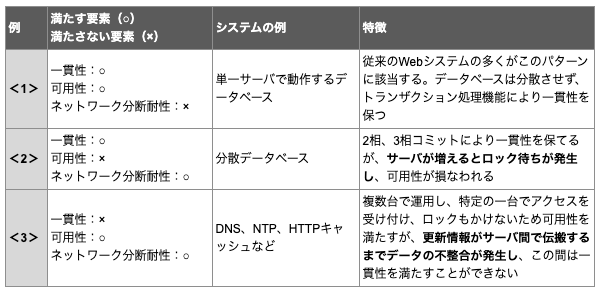 例
満たす要素（○）
満たさない要素（×）
システムの例
特徴
＜1＞
一貫性：○
可用性：○
ネットワーク分断耐性：×
単一サーバで動作するデ
ータベース
従来のWebシステムの多くがこのパターン
に該当する。データベースは分散させず、
トランザクション処理機能により一貫性を
保つ
＜2＞
一貫性：○
可用性：×
ネットワーク分断耐性：○
分散データベース
2相、3相コミットにより一貫性を保てる
が、サーバが増えるとロック待ちが発生
し、可用性が損なわれる
＜3＞
一貫性：×
可用性：○
ネットワーク分断耐性：○
DNS、NTP、HTTPキャ
ッシュなど
複数台で運用し、特定の一台でアクセス
を受け付け、ロックもかけないため可用性を
満たすが、更新情報がサーバ間で伝搬する
までデータの不整合が発生し、この間は一
貫性を満たすことができない